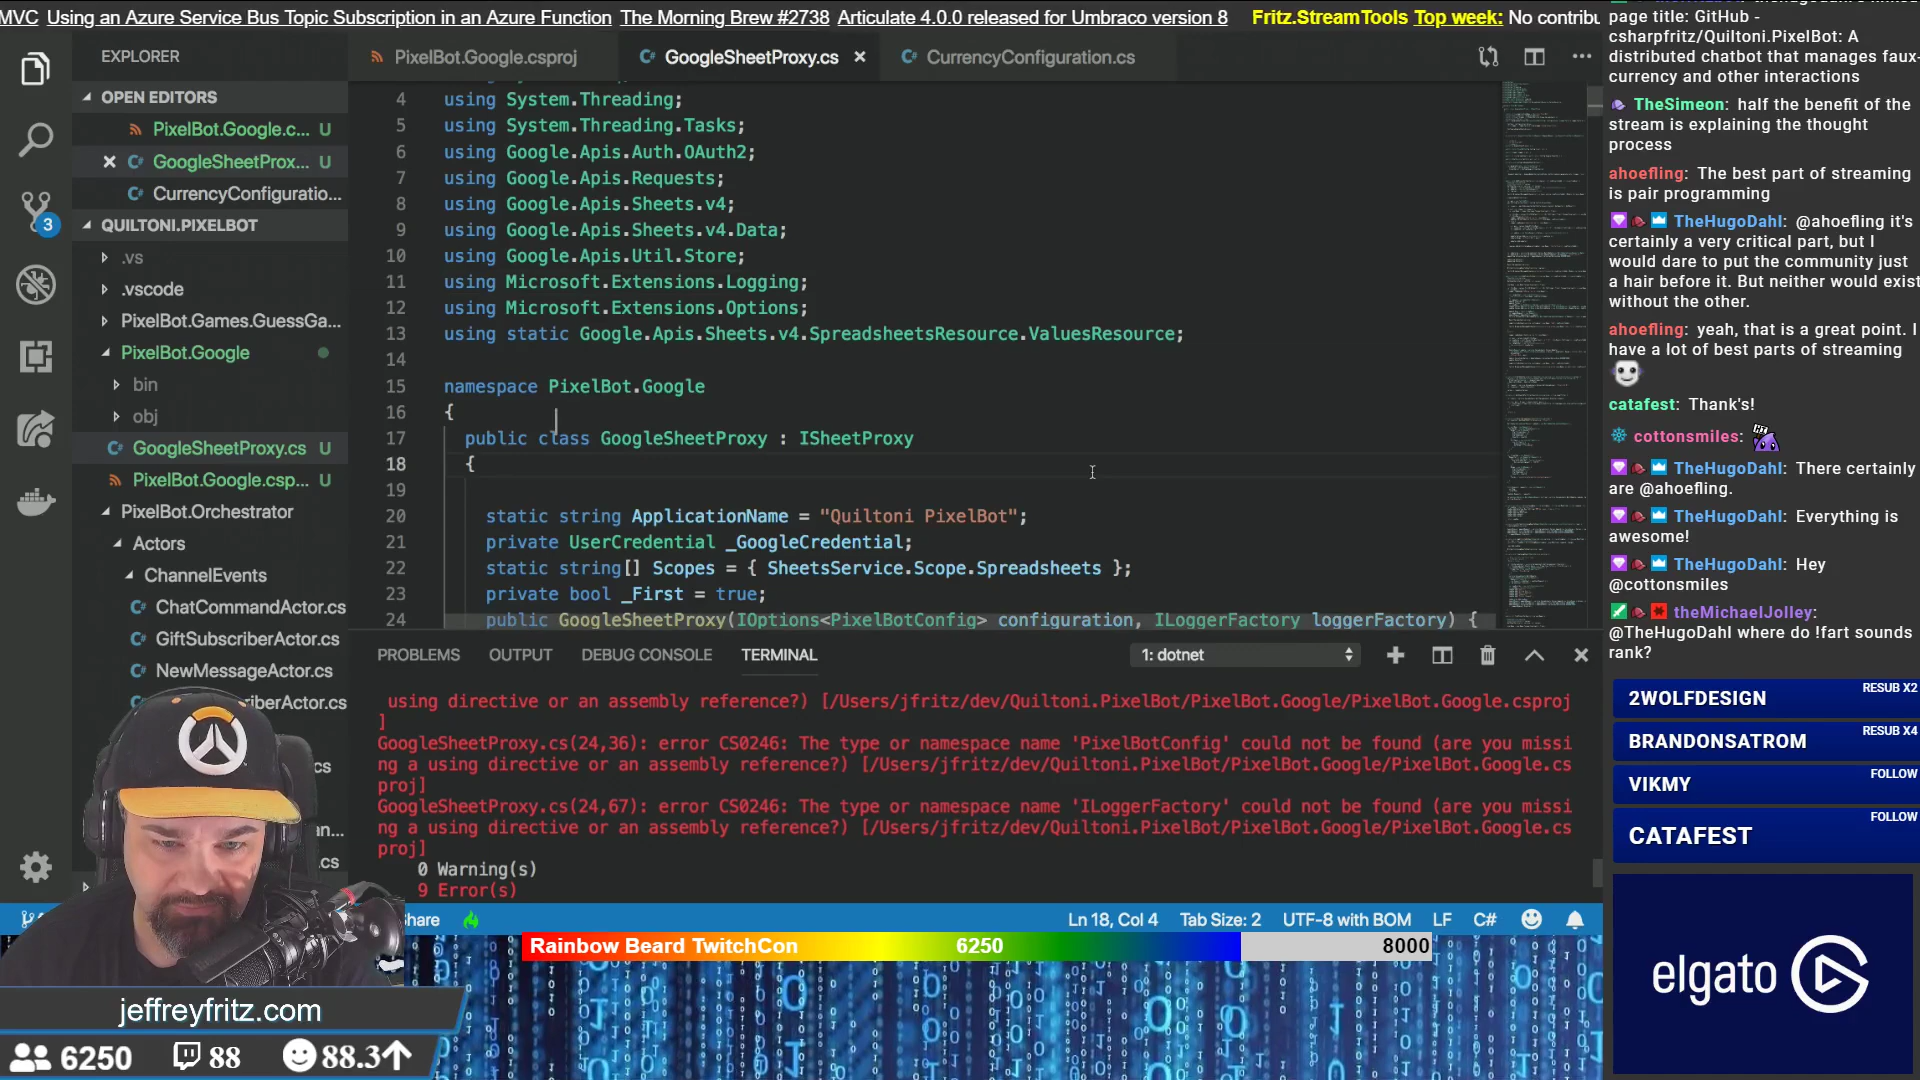 MVC Using an Azure Service Bus Topic Subscription in an Azure Function The Morning Brew #2738 Articulate 4.0.0 released for Umbraco version 8 Fritz.StreamTools Top week: No contribu
EXPLORER
OPEN EDITORS
PixelBot.Google.c... U
GoogleSheetProx... U
CurrencyConfiguratio...
QUILTONI.PIXELBOT
.vs
.vscode
PixelBot.Games.GuessGa...
PixelBot.Google
bin
obj
GoogleSheetProxy.cs U
PixelBot.Google.csp... U
PixelBot.Orchestrator
Actors
ChannelEvents
ChatCommandActor.cs
GiftSubscriberActor.cs
NewMessageActor.cs
riberActor.cs
3
PixelBot.Google.csproj
GoogleSheetProxy.cs
CurrencyConfiguration.cs
4 using System.Threading;
5 using System.Threading.Tasks;
6 using Google.Apis.Auth.OAuth2;
7 using Google.Apis.Requests;
8 using Google.Apis.Sheets.v4;
9 using Google.Apis.Sheets.v4.Data;
10 using Google.Apis.Util.Store;
11 using Microsoft.Extensions.Logging;
12 using Microsoft.Extensions.Options;
13 using static Google.Apis.Sheets.v4.SpreadsheetsResource.ValuesResource;
14
15 namespace PixelBot.Google
16 {
17 public class GoogleSheetProxy : ISheetProxy
18 {
19
20 static string ApplicationName = "Quiltoni PixelBot";
21 private UserCredential _GoogleCredential;
22 static string[] Scopes = { SheetsService.Scope.Spreadsheets };
23 private bool _First = true;
24 public GoogleSheetProxy(IOptions<PixelBotConfig> configuration, ILoggerFactory loggerFactory) {
PROBLEMS OUTPUT DEBUG CONSOLE TERMINAL 1: dotnet
using directive or an assembly reference?) [/Users/jfritz/dev/Quiltoni.PixelBot/PixelBot.Google/PixelBot.Google.csproj
]
GoogleSheetProxy.cs(24,36): error CS0246: The type or namespace name 'PixelBotConfig' could not be found (are you missi
ng a using directive or an assembly reference?) [/Users/jfritz/dev/Quiltoni.PixelBot/PixelBot.Google/PixelBot.Google.cs
proj]
GoogleSheetProxy.cs(24,67): error CS0246: The type or namespace name 'ILoggerFactory' could not be found (are you missi
ng a using directive or an assembly reference?) [/Users/jfritz/dev/Quiltoni.PixelBot/PixelBot.Google/PixelBot.Google.cs
proj]
0 Warning(s)
9 Error(s)
hare Ln 18, Col 4 Tab Size: 2 UTF-8 with BOM LF C#
Rainbow Beard TwitchCon 6250 8000
jeffreyfritz.com
6250 88 88.3
page title: GitHub -
csharpfritz/Quiltoni.PixelBot: A
distributed chatbot that manages faux-
currency and other interactions
TheSimeon: half the benefit of the
stream is explaining the thought
process
ahoefling: The best part of streaming
is pair programming
TheHugoDahl: @ahoefling it's
certainly a very critical part, but I
would dare to put the community just
a hair before it. But neither would exist
without the other.
ahoefling: yeah, that is a great point. I
have a lot of best parts of streaming
catafest: Thank's!
cottonsmiles:
TheHugoDahl: There certainly
are @ahoefling.
TheHugoDahl: Everything is
awesome!
TheHugoDahl: Hey
@cottonsmiles
theMichaelJolley:
@TheHugoDahl where do !fart sounds
rank?
2WOLFDESIGN RESUB X2
BRANDONSATROM RESUB X4
VIKMY FOLLOW
CATAFEST FOLLOW
elgato